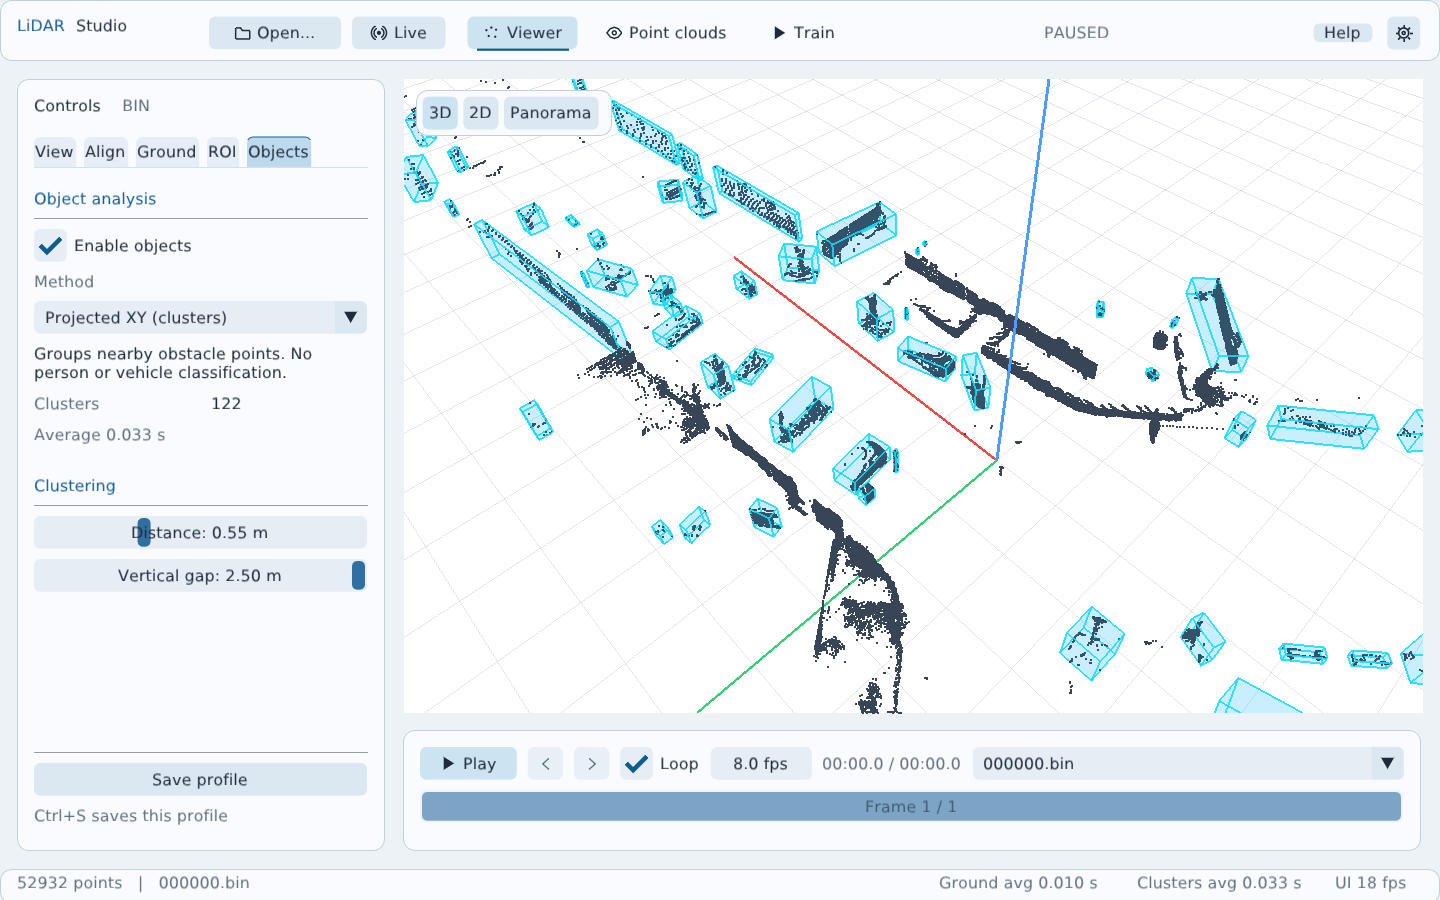 LiDAR Studio
Open...
Live
Viewer
Point clouds
Train
PAUSED
Help
Controls BIN
View Align Ground ROI Objects
Object analysis
Enable objects
Method
Projected XY (clusters)
Groups nearby obstacle points. No
person or vehicle classification.
Clusters 122
Average 0.033 s
Clustering
Distance: 0.55 m
Vertical gap: 2.50 m
Save profile
Ctrl+S saves this profile
3D 2D Panorama
Play < > Loop 8.0 fps 00:00.0 / 00:00.0 000000.bin
Frame 1 / 1
52932 points | 000000.bin
Ground avg 0.010 s Clusters avg 0.033 s UI 18 fps